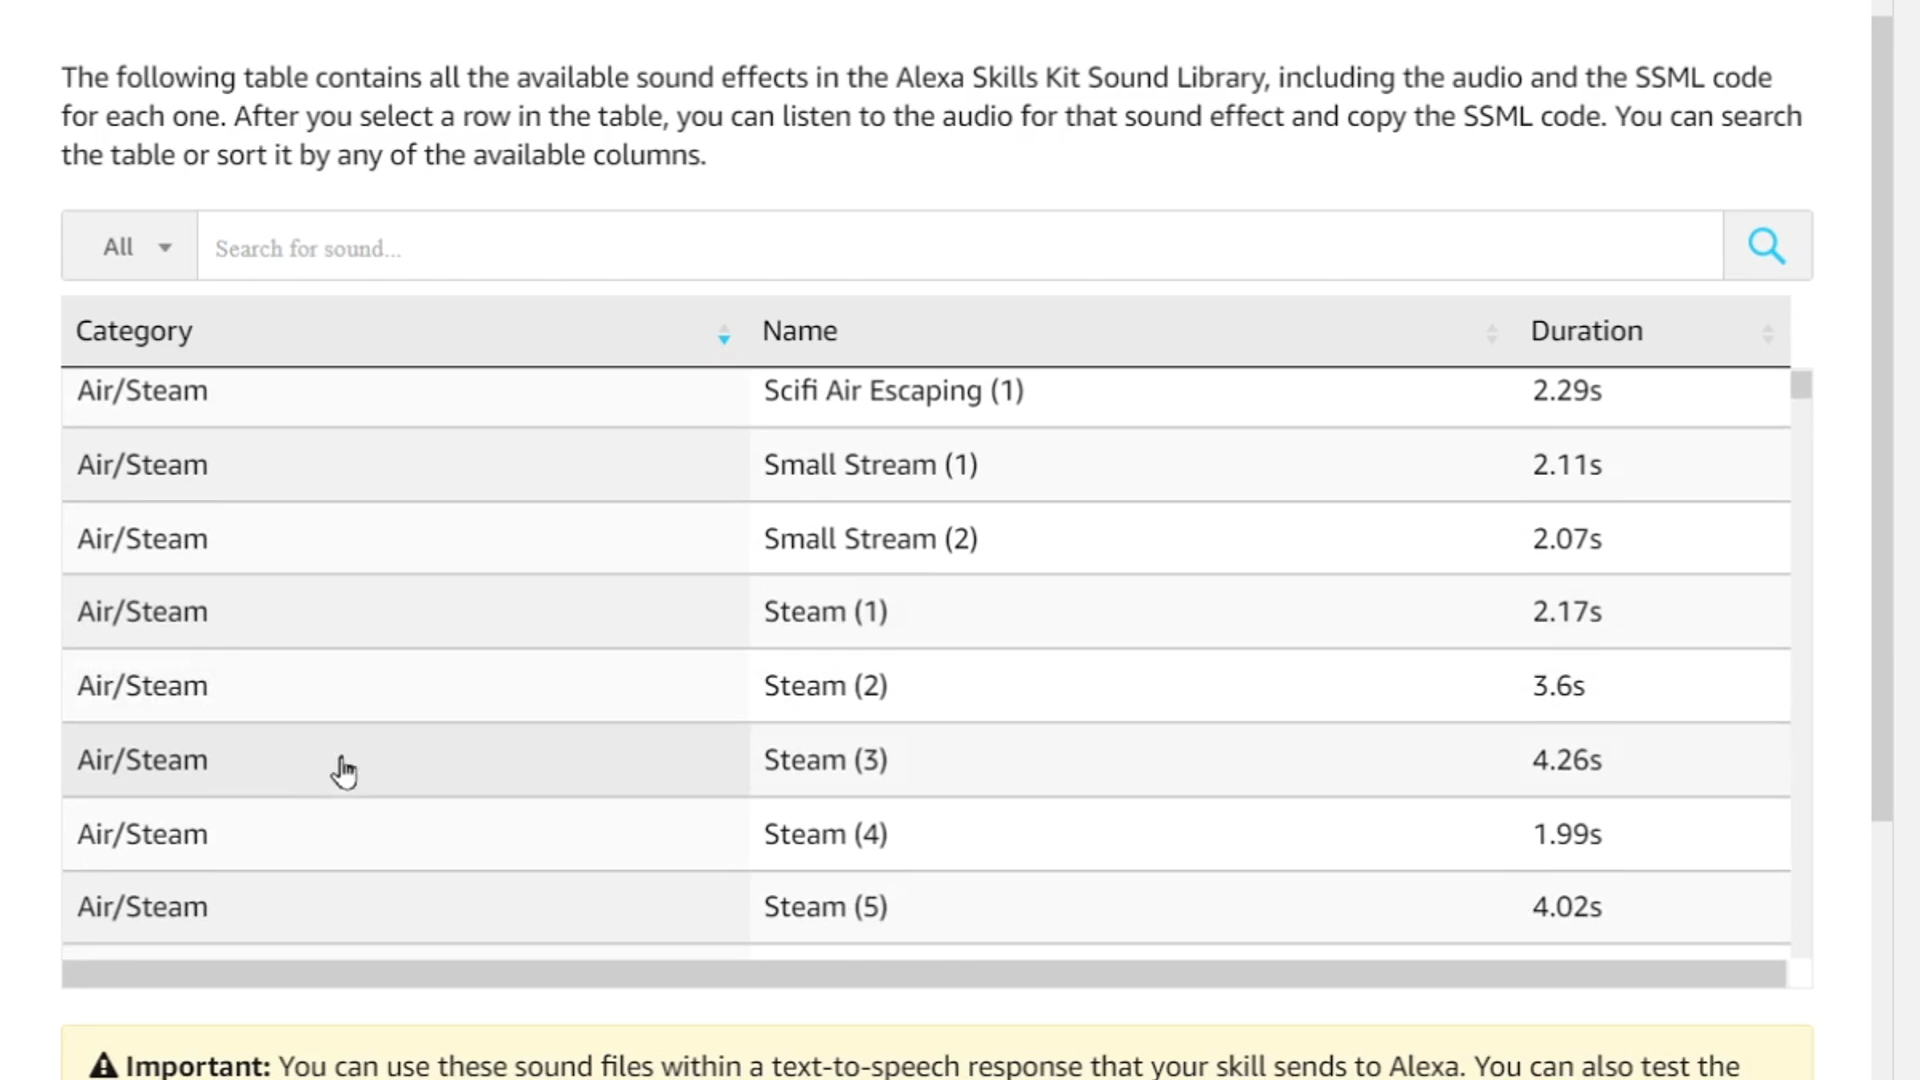 The following table contains all the available sound effects in the Alexa Skills Kit Sound Library, including the audio and the SSML code
for each one. After you select a row in the table, you can listen to the audio for that sound effect and copy the SSML code. You can search
the table or sort it by any of the available columns.
All Search for sound...
Category Name Duration
Air/Steam Scifi Air Escaping (1) 2.29s
Air/Steam Small Stream (1) 2.11s
Air/Steam Small Stream (2) 2.07s
Air/Steam Steam (1) 2.17s
Air/Steam Steam (2) 3.6s
Air/Steam Steam (3) 4.26s
Air/Steam Steam (4) 1.99s
Air/Steam Steam (5) 4.02s
Important: You can use these sound files within a text-to-speech response that your skill sends to Alexa. You can also test the